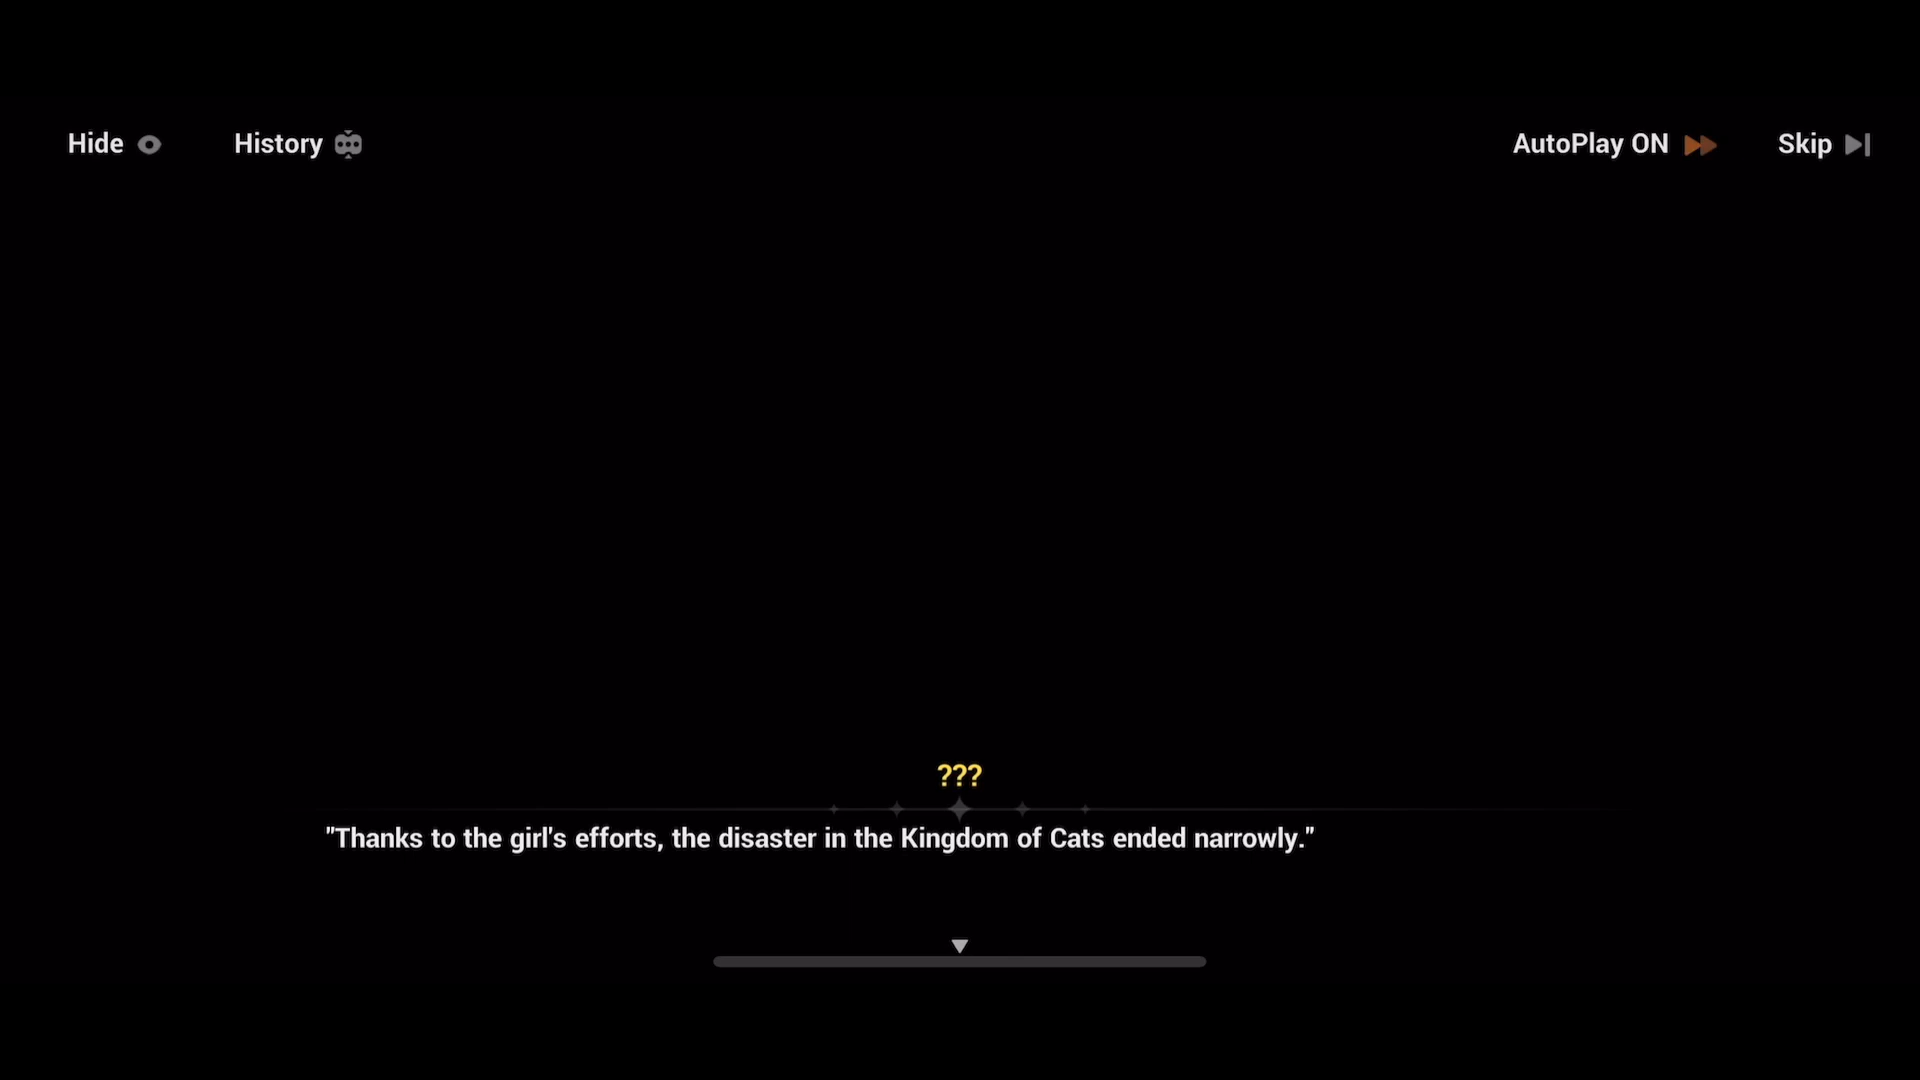 Hide
History
AutoPlay ON
Skip
???
"Thanks to the girl's efforts, the disaster in the Kingdom of Cats ended narrowly."